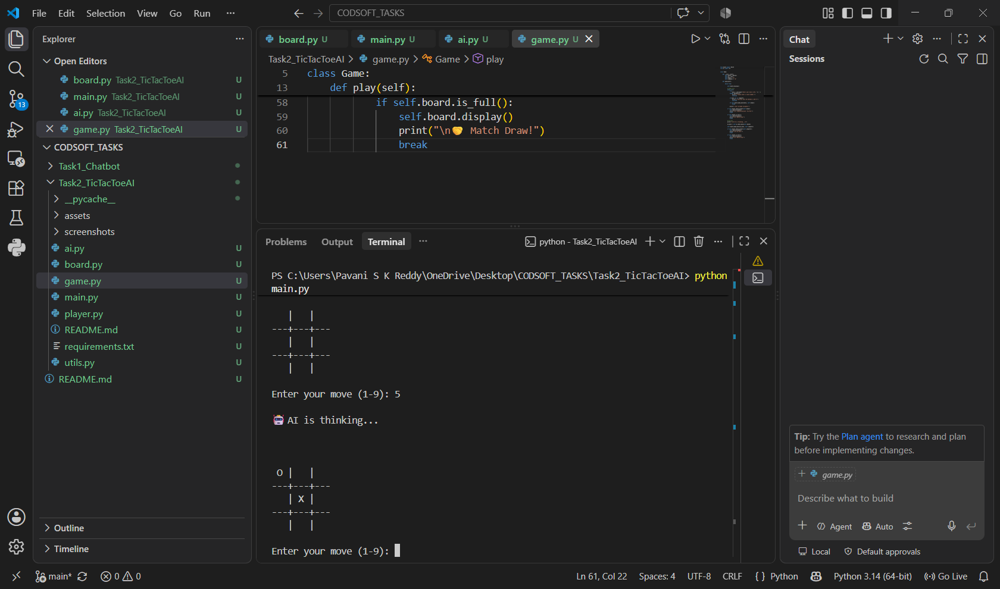 File Edit Selection View Go Run ···
CODSOFT_TASKS
Explorer
Open Editors
board.py Task2_TicTacToeAI U
main.py Task2_TicTacToeAI U
ai.py Task2_TicTacToeAI U
game.py Task2_TicTacToeAI U
CODSOFT_TASKS
Task1_Chatbot
Task2_TicTacToeAI
__pycache__
assets
screenshots
ai.py U
board.py U
game.py U
main.py U
player.py U
README.md U
requirements.txt U
utils.py U
README.md U
Outline
Timeline
13
board.py U main.py U ai.py U game.py U
Task2_TicTacToeAI > game.py > Game > play
5 class Game:
13 def play(self):
58 if self.board.is_full():
59 self.board.display()
60 print("\n🤝 Match Draw!")
61 break
Problems Output Terminal ···
python - Task2_TicTacToeAI
PS C:\Users\Pavani S K Reddy\OneDrive\Desktop\CODSOFT_TASKS\Task2_TicTacToeAI> python
main.py
| |
---+---+---
| |
---+---+---
| |
Enter your move (1-9): 5
🤖 AI is thinking...
O | |
---+---+---
| X |
---+---+---
| |
Enter your move (1-9):
Chat
Sessions
Tip: Try the Plan agent to research and plan
before implementing changes.
+ game.py
Describe what to build
+ Agent Auto
Local Default approvals
main* 0 0
Ln 61, Col 22 Spaces: 4 UTF-8 CRLF { } Python Python 3.14 (64-bit) Go Live